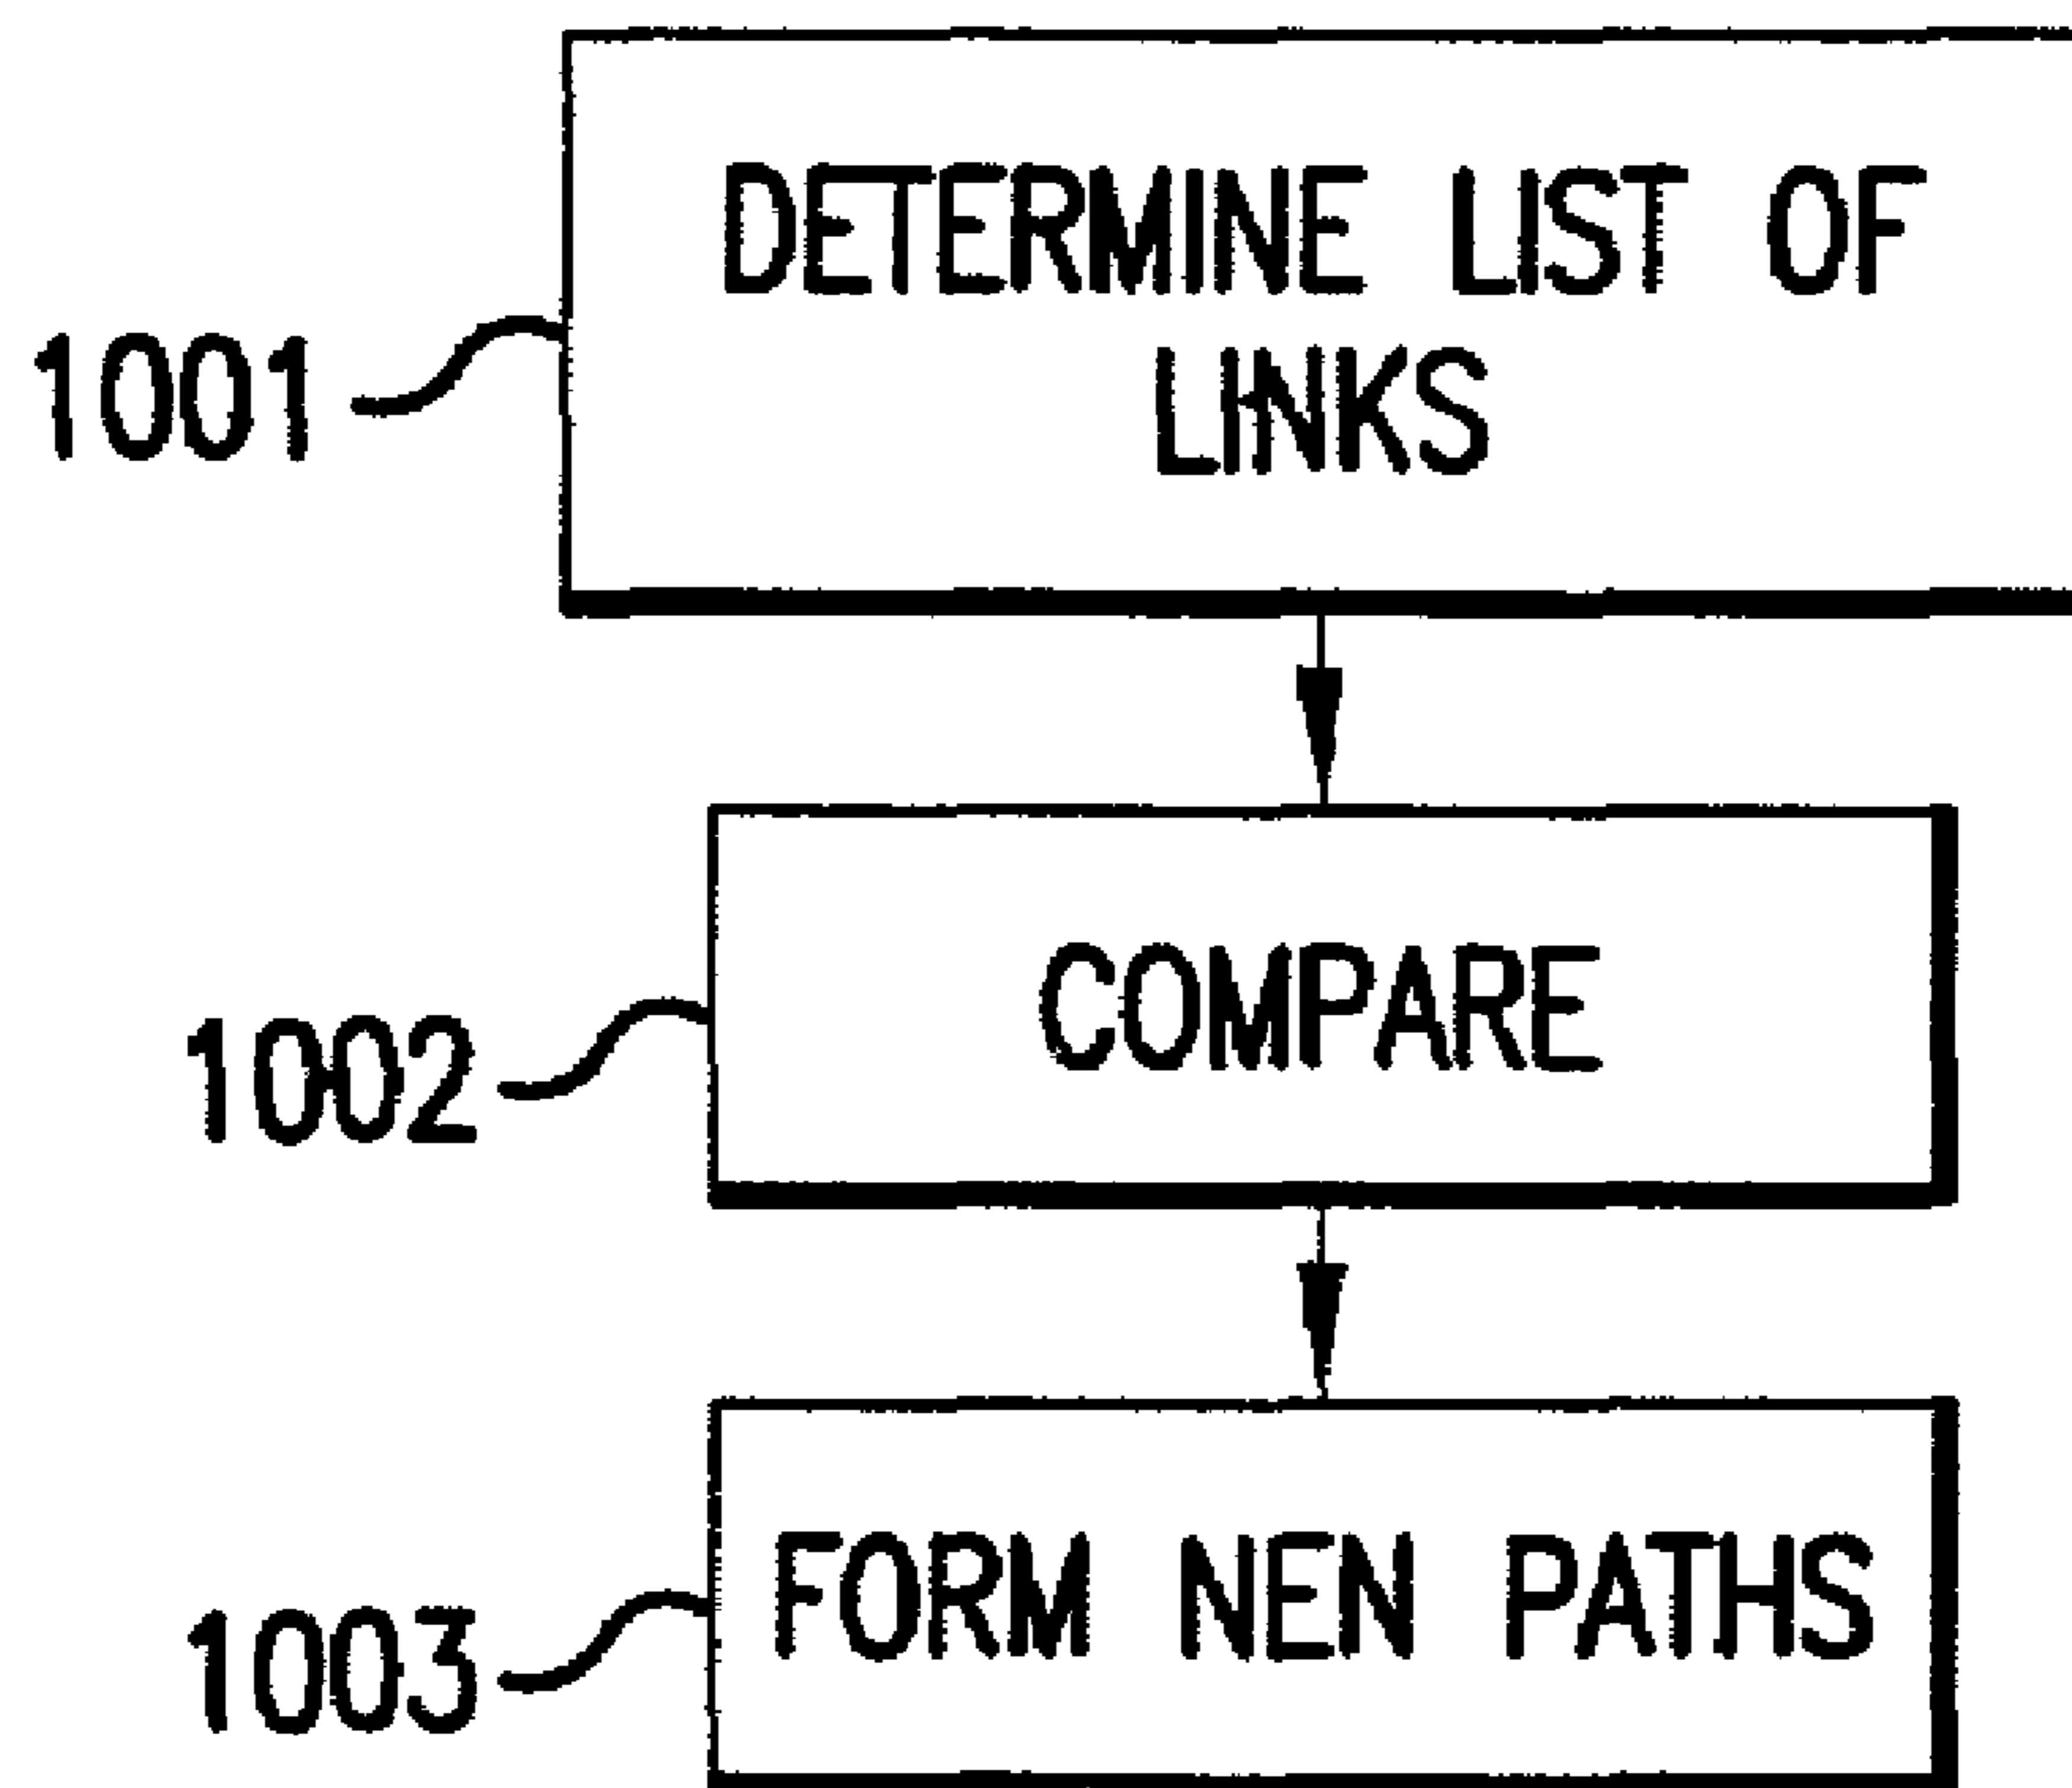 DETERMINE LIST OF
LINKS
1001
COMPARE
1002
FORM NEN PATHS
1003